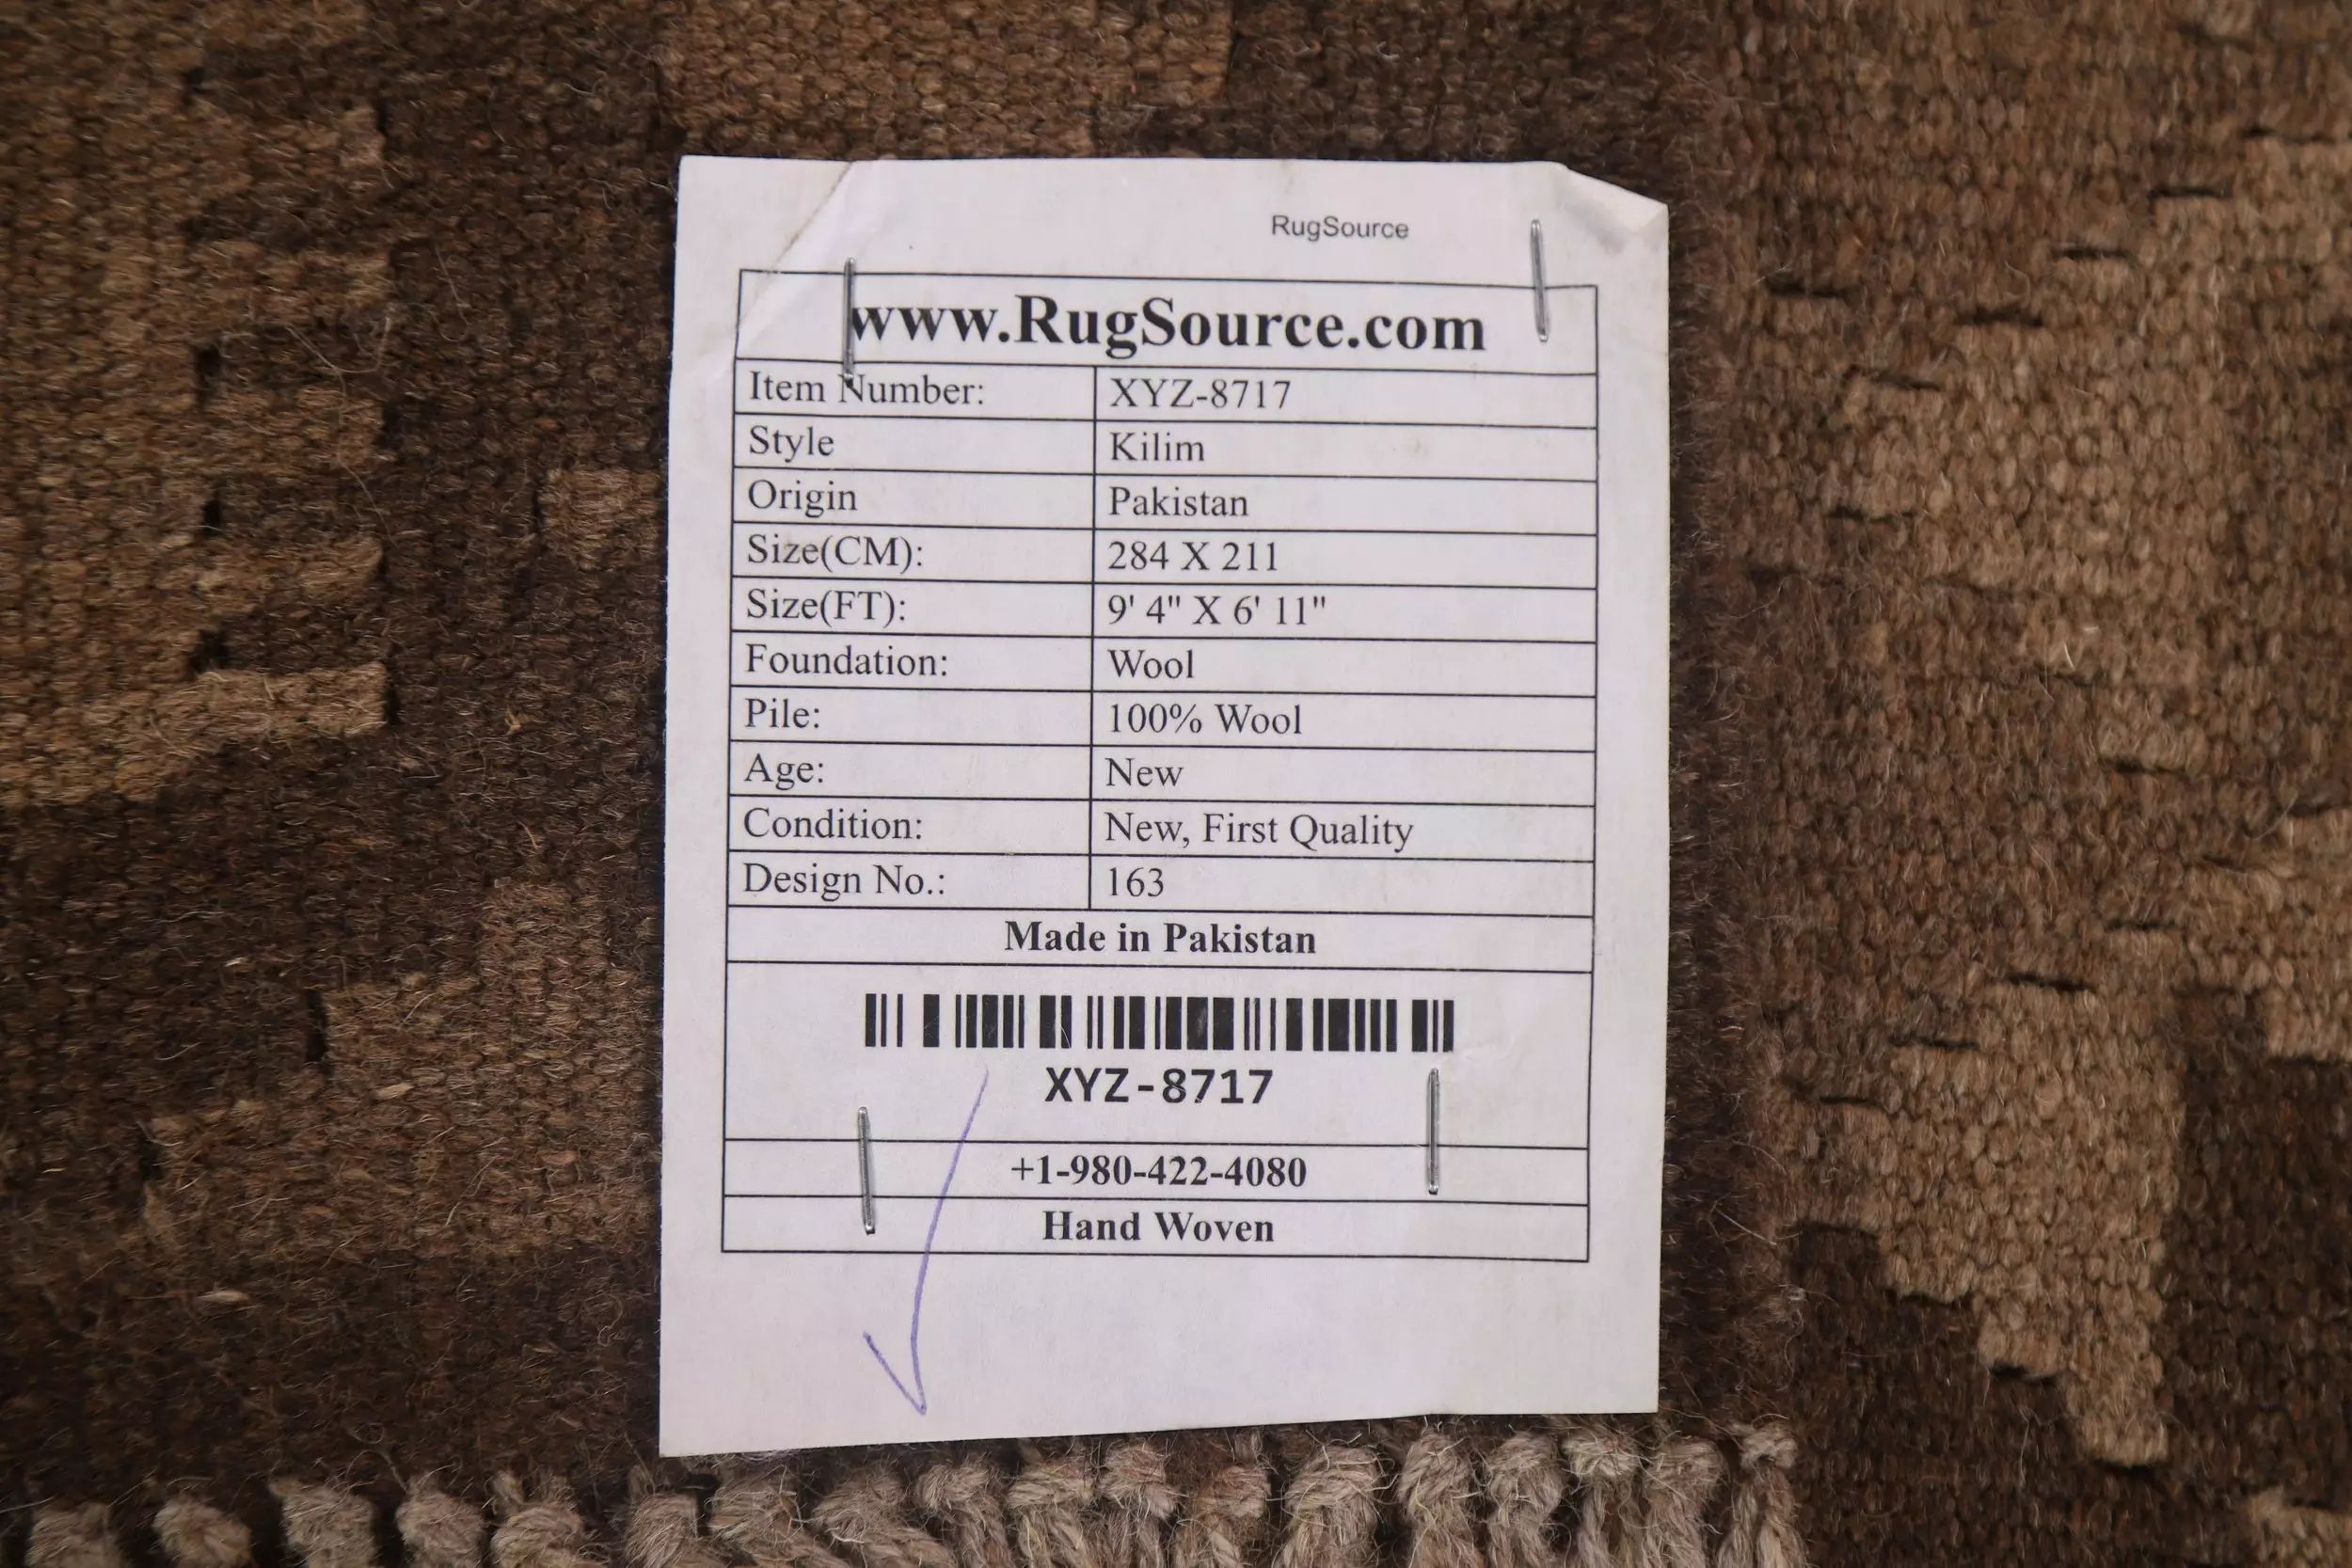 RugSource
www.RugSource.com
Item Number: XYZ-8717
Style Kilim
Origin Pakistan
Size(CM): 284 X 211
Size(FT): 9' 4" X 6' 11"
Foundation: Wool
Pile: 100% Wool
Age: New
Condition: New, First Quality
Design No.: 163
Made in Pakistan
XYZ-8717
+1-980-422-4080
Hand Woven